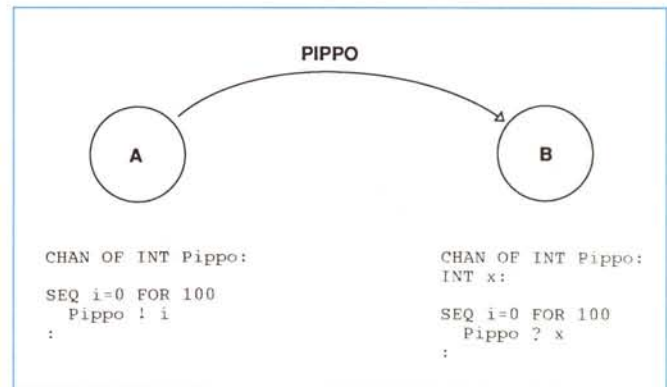 PIPPO
A
B
CHAN OF INT Pippo:
SEQ i=0 FOR 100
Pippo ! i
:
CHAN OF INT Pippo:
INT x:
SEQ i=0 FOR 100
Pippo ? x
: